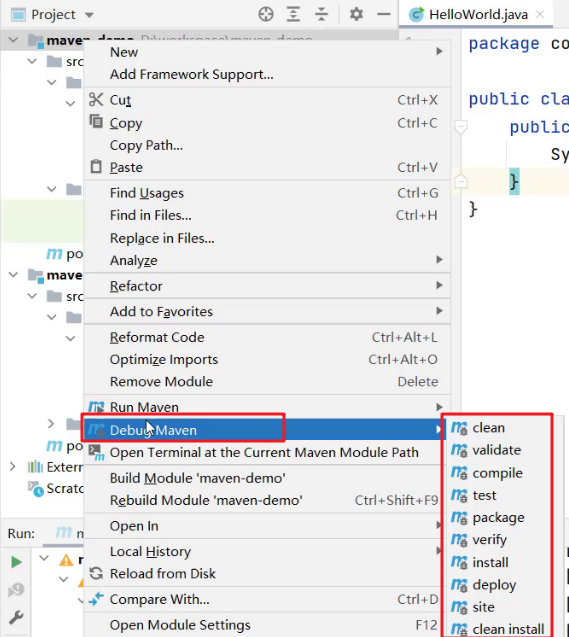 Project
HelloWorld.java
maven-demo D:\workspace\maven-demo
src
maven
src
Extern
Scratc
package co
public cla
public
Sy
}
}
New
Add Framework Support...
Cut Ctrl+X
Copy Ctrl+C
Copy Path...
Paste Ctrl+V
Find Usages Ctrl+G
Find in Files... Ctrl+H
Replace in Files...
Analyze
Refactor
Add to Favorites
Reformat Code Ctrl+Alt+L
Optimize Imports Ctrl+Alt+O
Remove Module Delete
Run Maven
Debug Maven
Open Terminal at the Current Maven Module Path
Build Module 'maven-demo'
Rebuild Module 'maven-demo' Ctrl+Shift+F9
Open In
Local History
Reload from Disk
Compare With... Ctrl+D
Open Module Settings F12
clean
validate
compile
test
package
verify
install
deploy
site
clean install
Run: